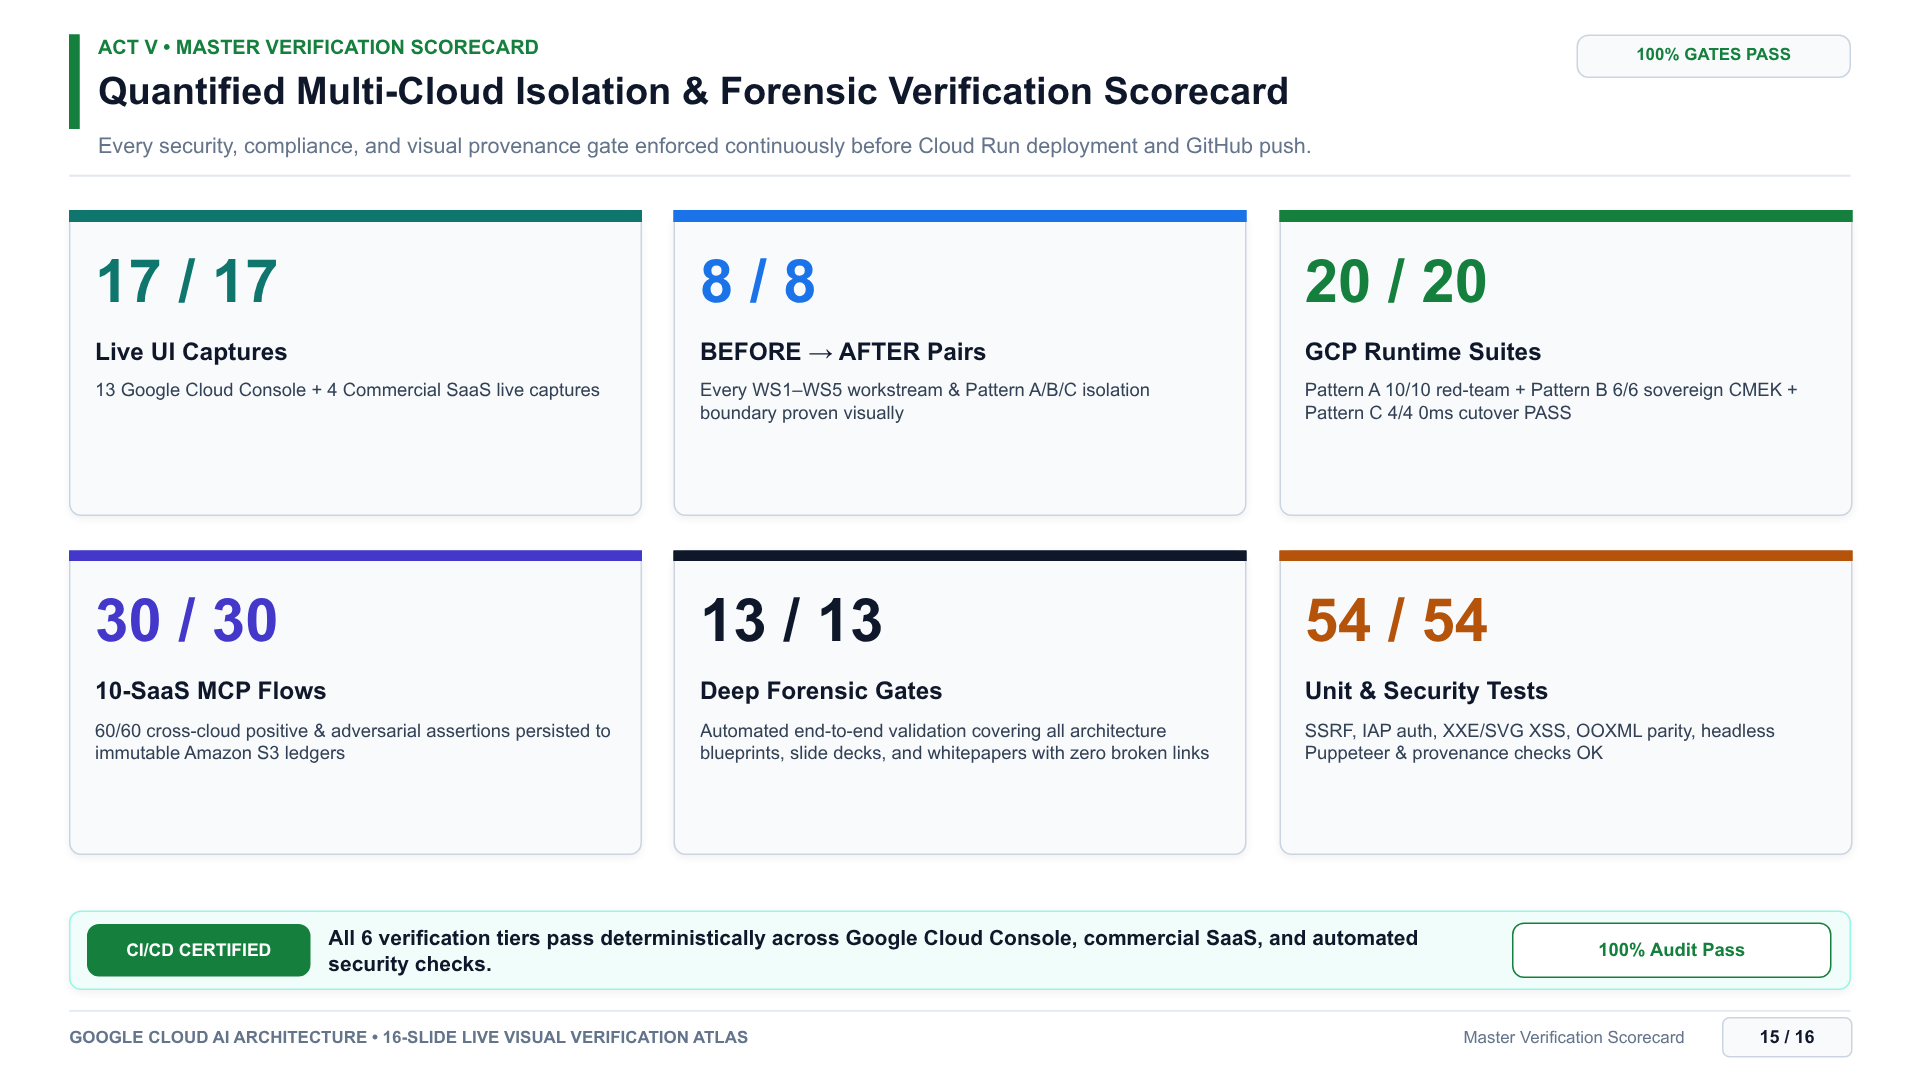 ACT V • MASTER VERIFICATION SCORECARD
100% GATES PASS
Quantified Multi-Cloud Isolation & Forensic Verification Scorecard
Every security, compliance, and visual provenance gate enforced continuously before Cloud Run deployment and GitHub push.
17 / 17
Live UI Captures
13 Google Cloud Console + 4 Commercial SaaS live captures
8 / 8
BEFORE → AFTER Pairs
Every WS1–WS5 workstream & Pattern A/B/C isolation
boundary proven visually
20 / 20
GCP Runtime Suites
Pattern A 10/10 red-team + Pattern B 6/6 sovereign CMEK +
Pattern C 4/4 0ms cutover PASS
30 / 30
10-SaaS MCP Flows
60/60 cross-cloud positive & adversarial assertions persisted to
immutable Amazon S3 ledgers
13 / 13
Deep Forensic Gates
Automated end-to-end validation covering all architecture
blueprints, slide decks, and whitepapers with zero broken links
54 / 54
Unit & Security Tests
SSRF, IAP auth, XXE/SVG XSS, OOXML parity, headless
Puppeteer & provenance checks OK
CI/CD CERTIFIED
All 6 verification tiers pass deterministically across Google Cloud Console, commercial SaaS, and automated
security checks.
100% Audit Pass
GOOGLE CLOUD AI ARCHITECTURE • 16-SLIDE LIVE VISUAL VERIFICATION ATLAS
Master Verification Scorecard
15 / 16